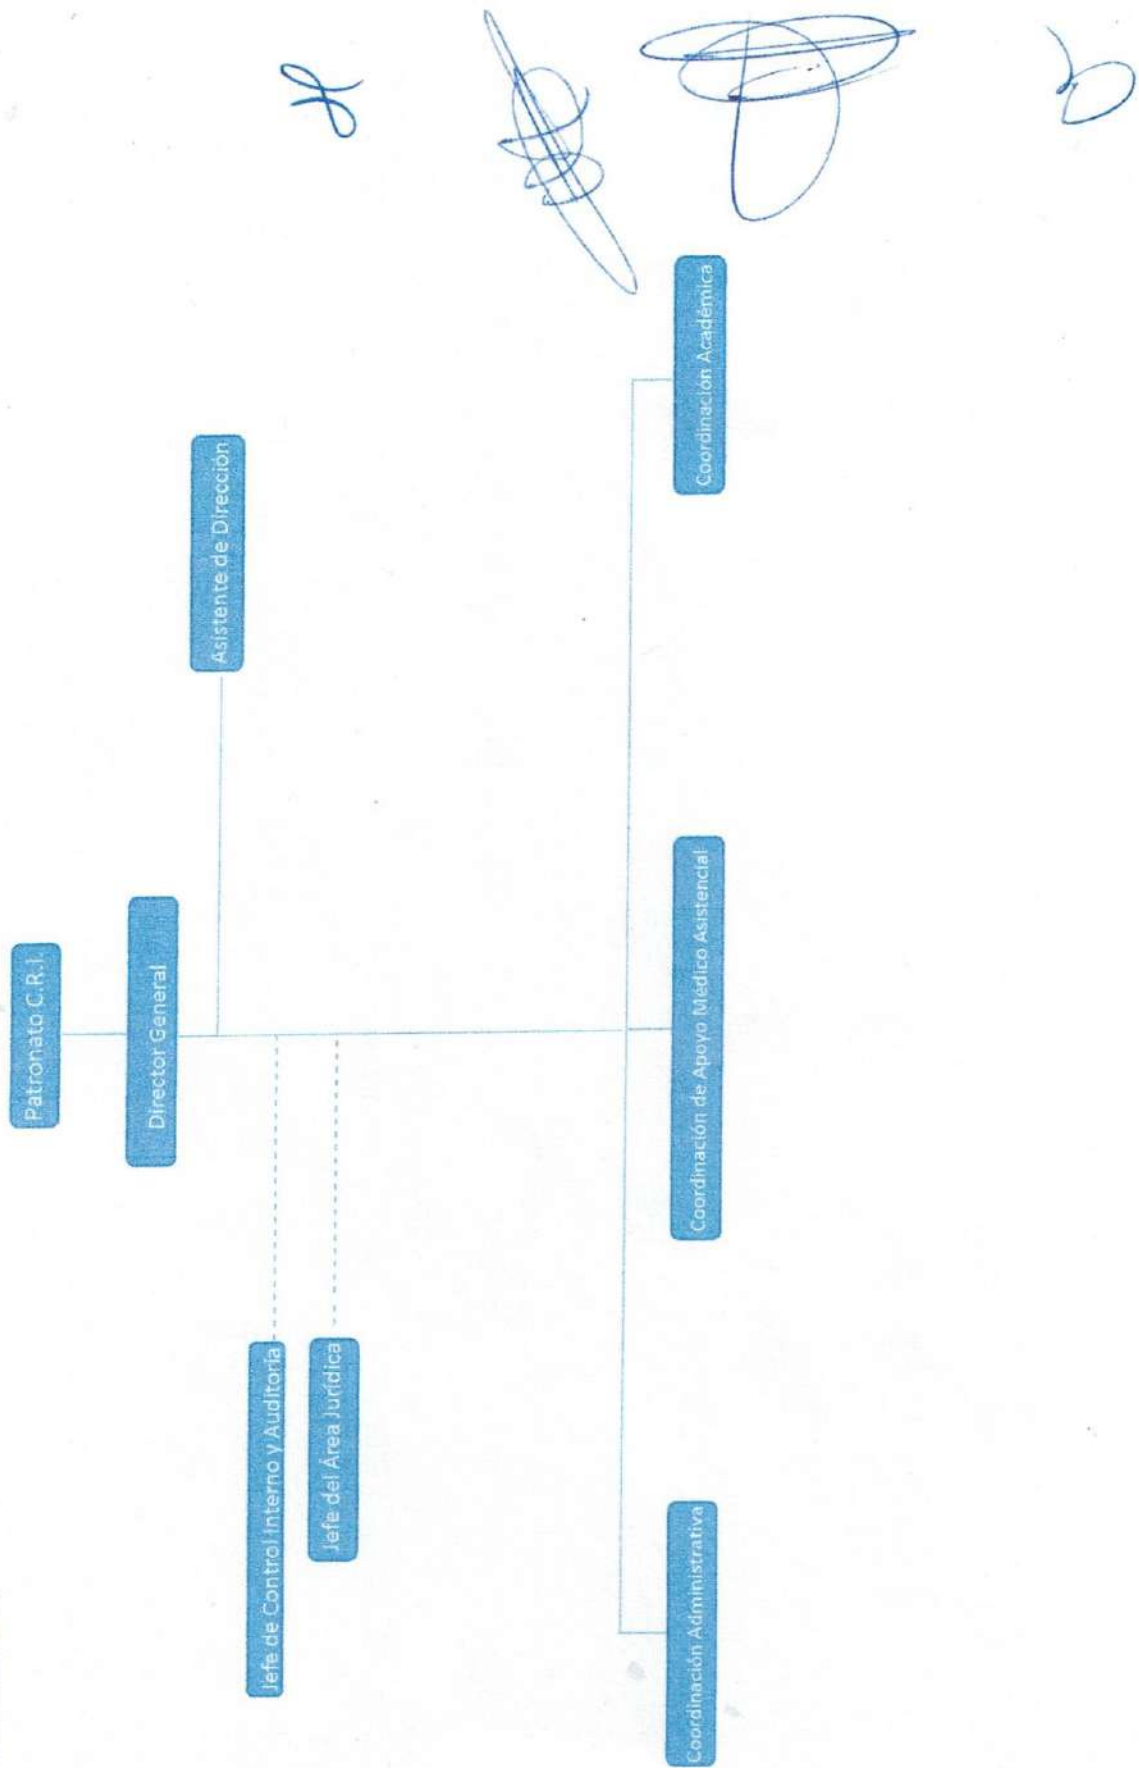 Patronato C.R.I.
Director General
Asistente de Dirección
Jefe de Control Interno y Auditoría
Jefe del Área Jurídica
Coordinación Administrativa
Coordinación de Apoyo Médico Asistencial
Coordinación Académica